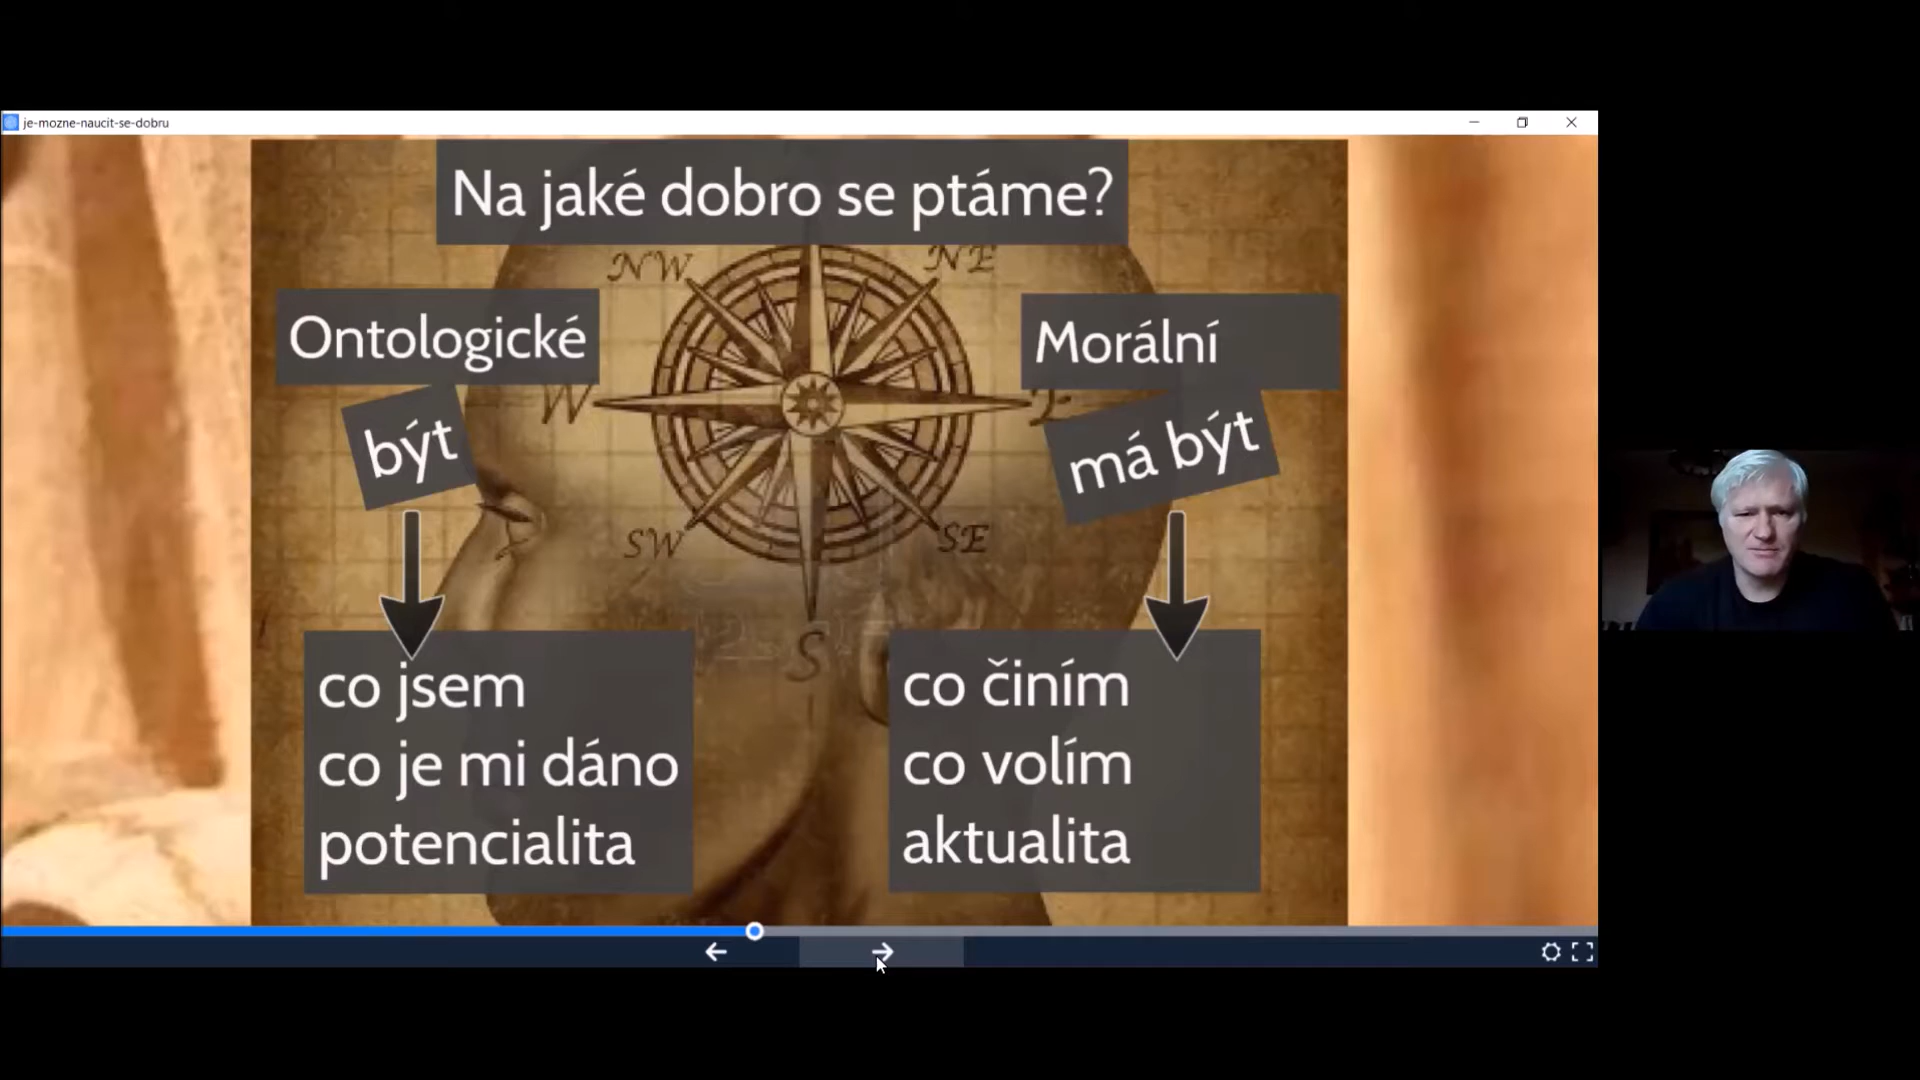 je-mozne-naucit-se-dobru
Na jaké dobro se ptáme?
NW
NE
Ontologické
Morální
W
E
být
má být
SW
SE
S
co jsem
co je mi dáno
potencialita
co činím
co volím
aktualita